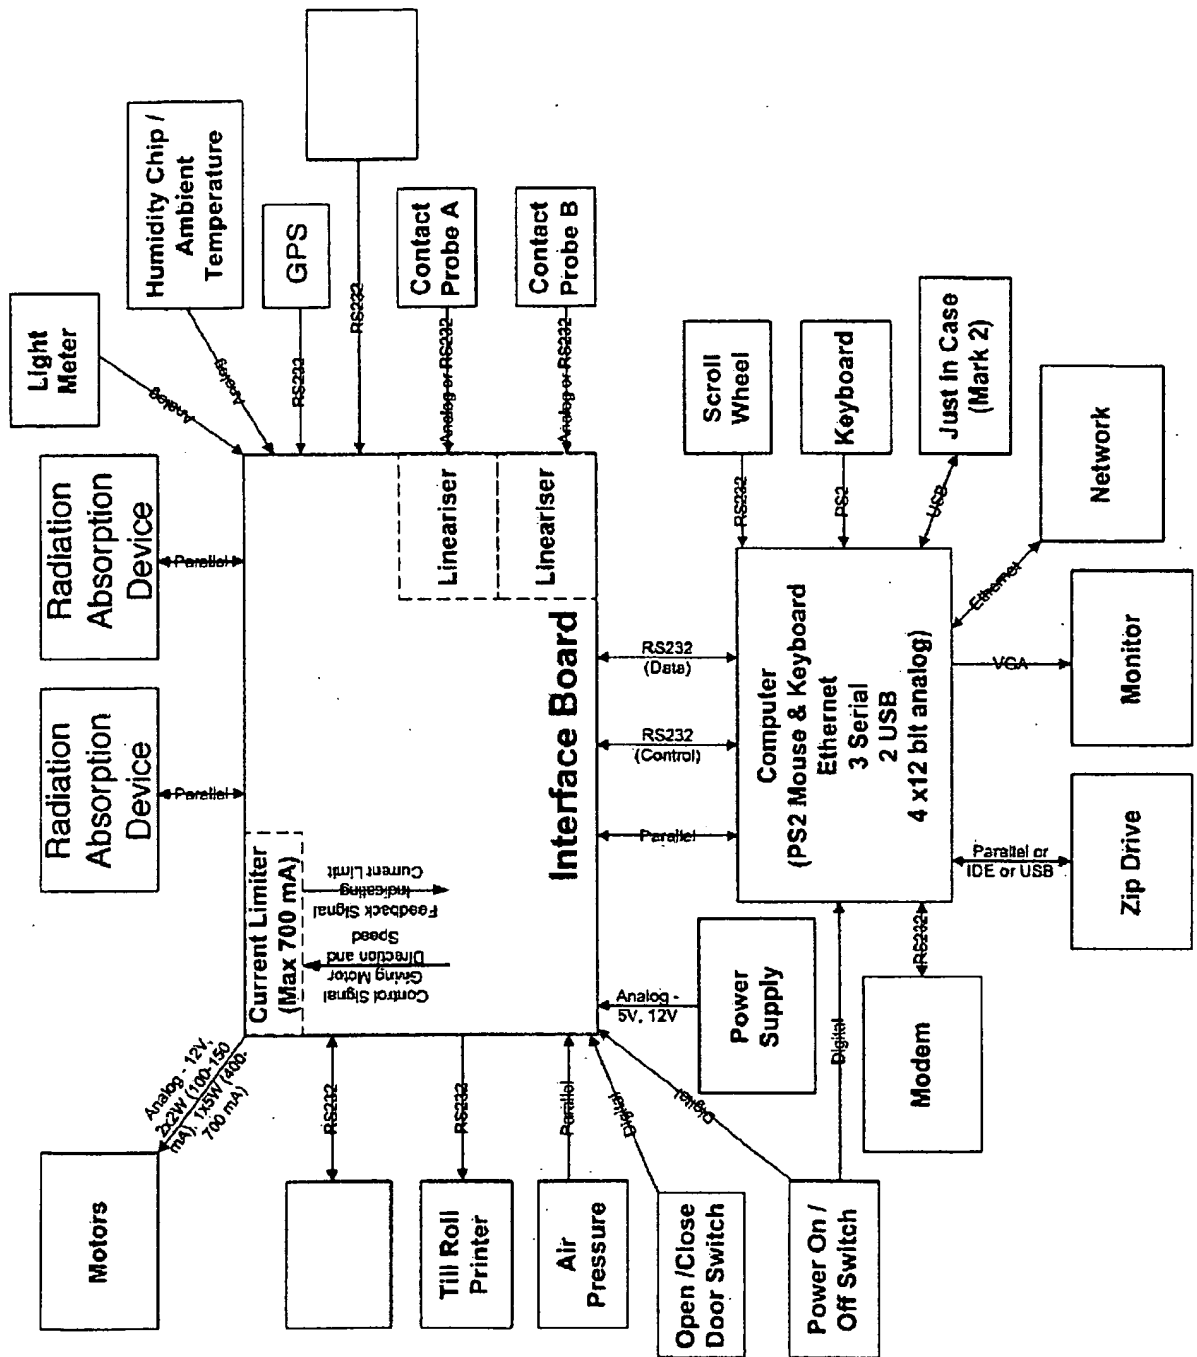 Motors
Analog - 12V,
2x2W (100-150
mA). 1x5W (400-
700 mA)
Radiation
Absorption
Device
Parallel
Radiation
Absorption
Device
Parallel
Light
Meter
Analog
Humidity Chip /
Ambient
Temperature
Analog
GPS
RS233
RS232
Contact
Probe A
Analog or RS232
Contact
Probe B
Analog or RS232
Current Limiter
(Max 700 mA)
Control Signal
Giving Motor
Direction and
Speed
Feedback Signal
Indicating
Current Limit
Lineariser
Lineariser
Interface Board
RS232
Till Roll
Printer
RS232
Air
Pressure
Parallel
Open /Close
Door Switch
Digital
Power On /
Off Switch
Digital
Digital
Power
Supply
Analog -
5V, 12V
Parallel
RS232
(Control)
RS232
(Data)
Computer
(PS2 Mouse & Keyboard
Ethernet
3 Serial
2 USB
4 x12 bit analog)
Scroll
Wheel
RS232
Keyboard
PS2
Just In Case
(Mark 2)
USB
Network
Ethernet
Monitor
VGA
Zip Drive
Parallel or
IDE or USB
Modem
RS232